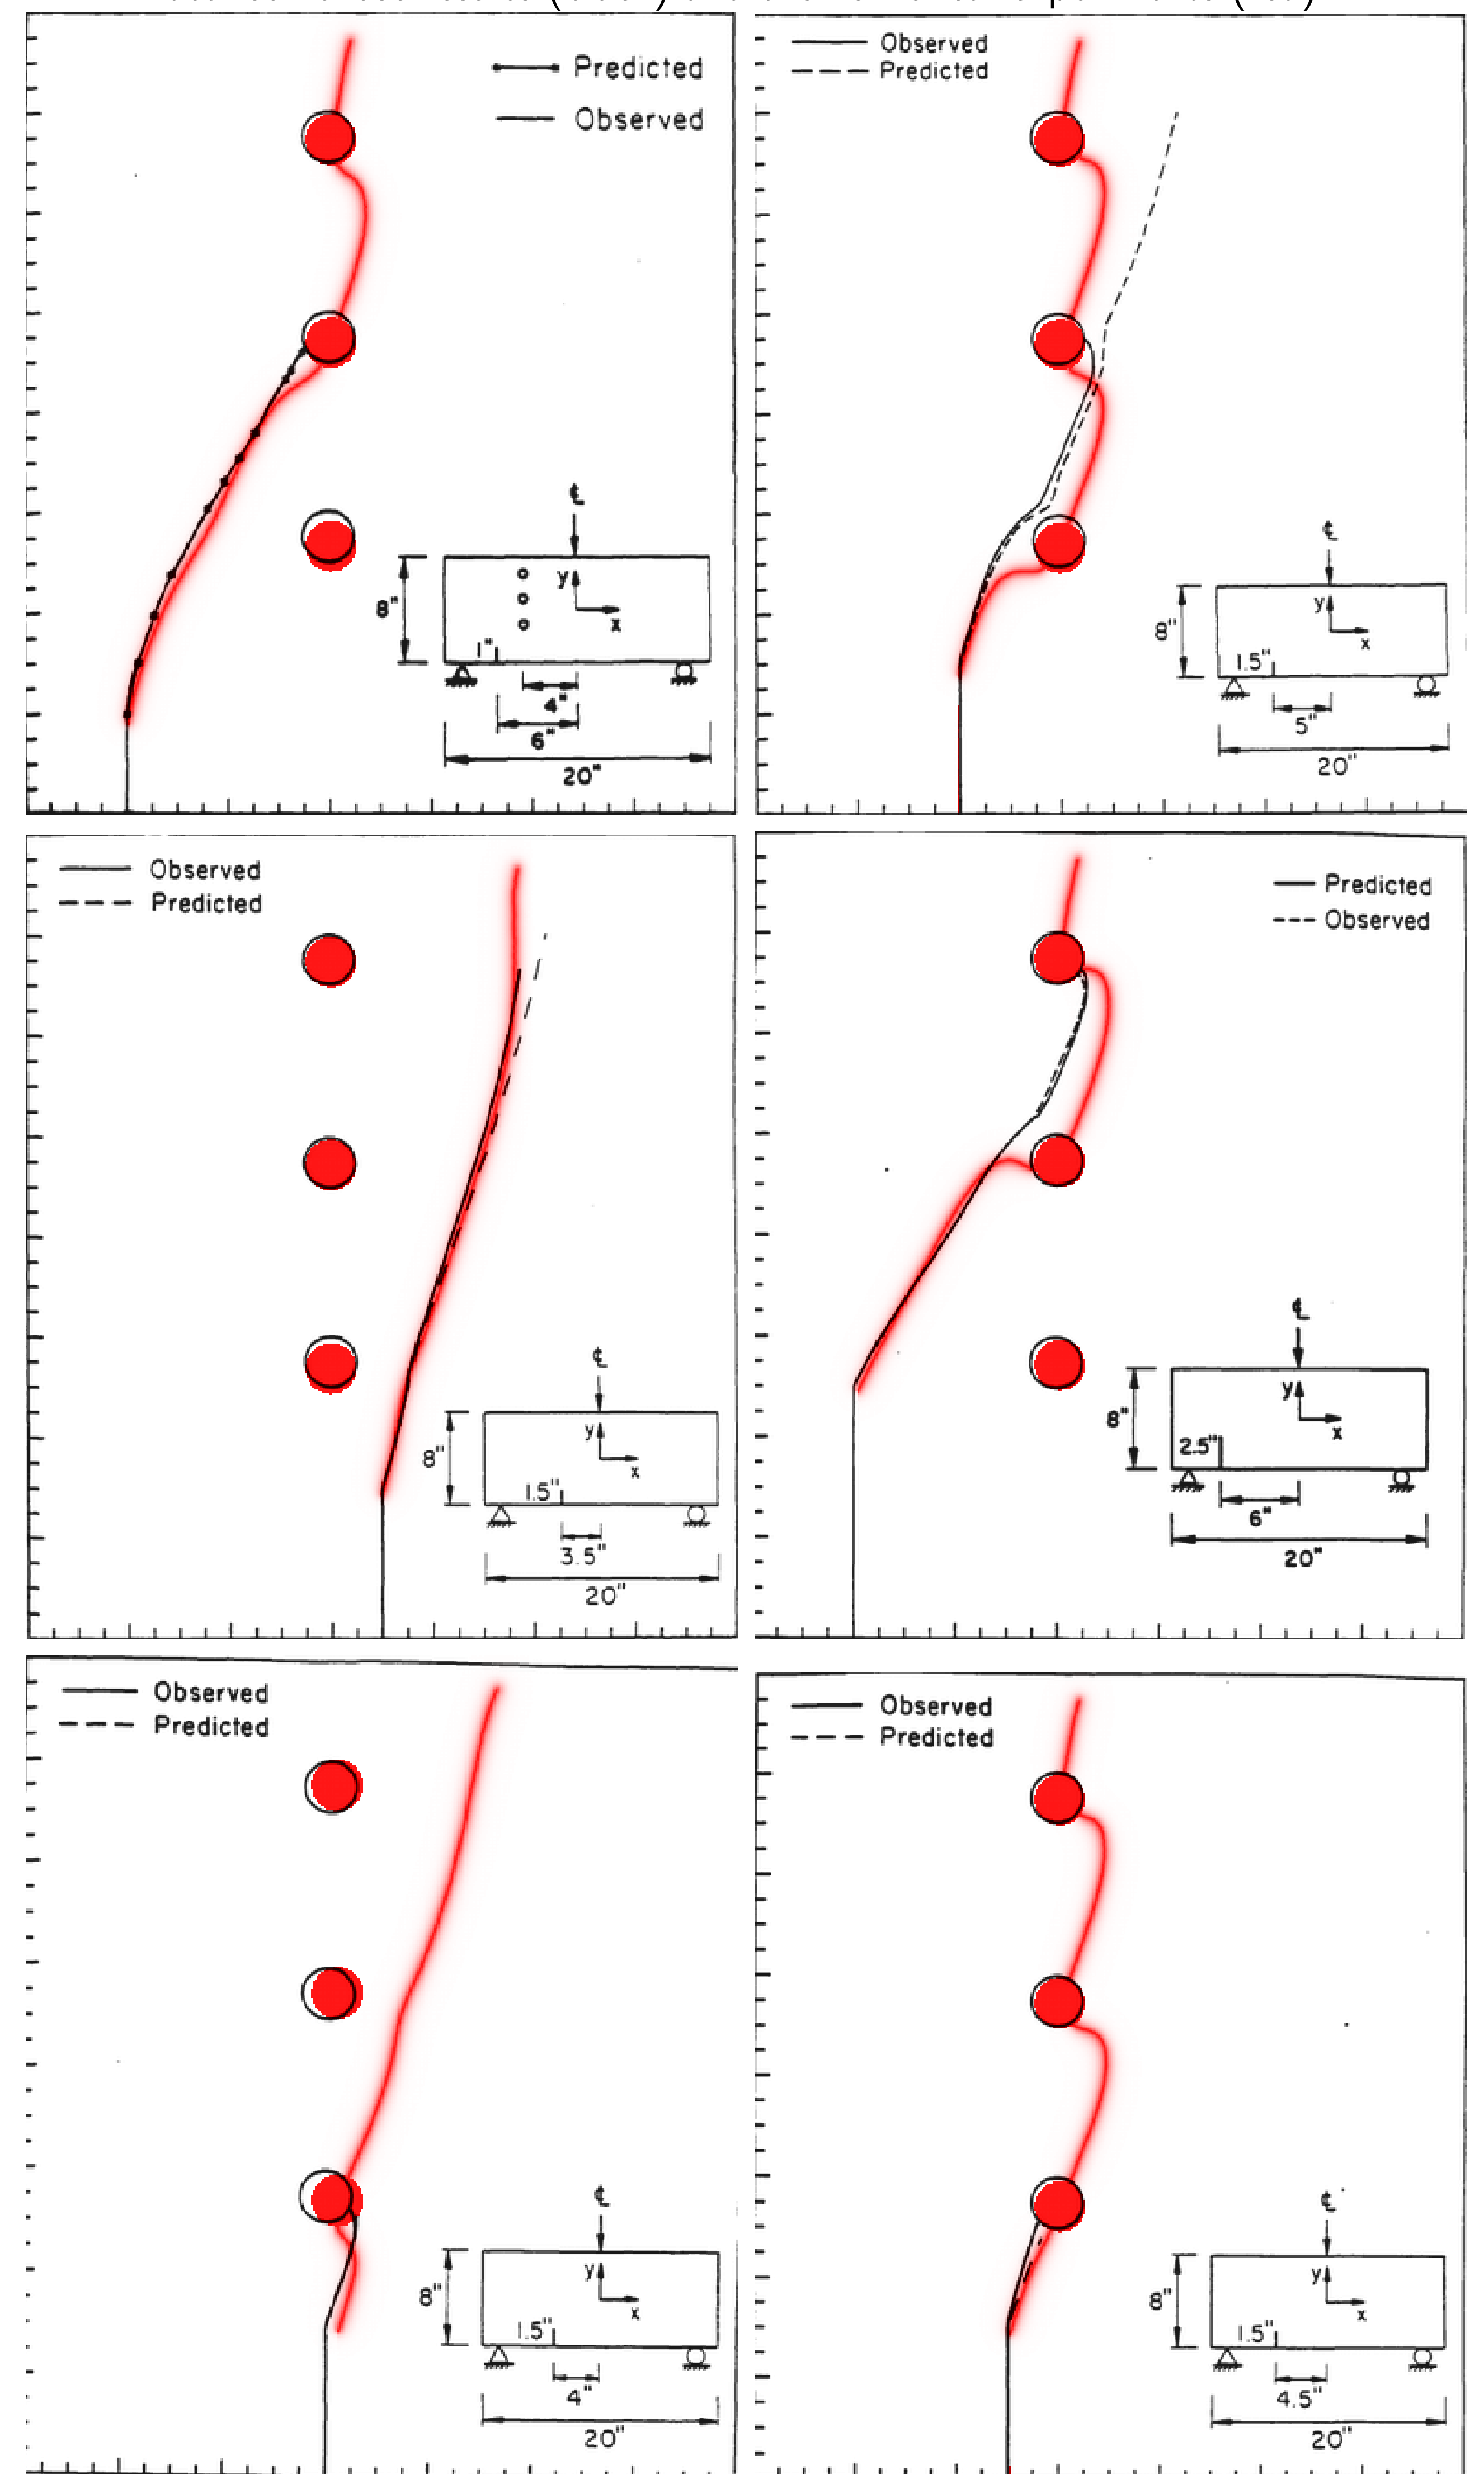 Predicted
Observed
℄
y
x
8"
1"
4"
6"
20"
Observed
Predicted
℄
y
x
8"
1.5"
5"
20"
Observed
Predicted
℄
y
x
8"
1.5"
3.5"
20"
Predicted
Observed
℄
y
x
8"
2.5"
6"
20"
Observed
Predicted
℄
y
x
8"
1.5"
4"
20"
Observed
Predicted
℄
y
x
8"
1.5"
4.5"
20"